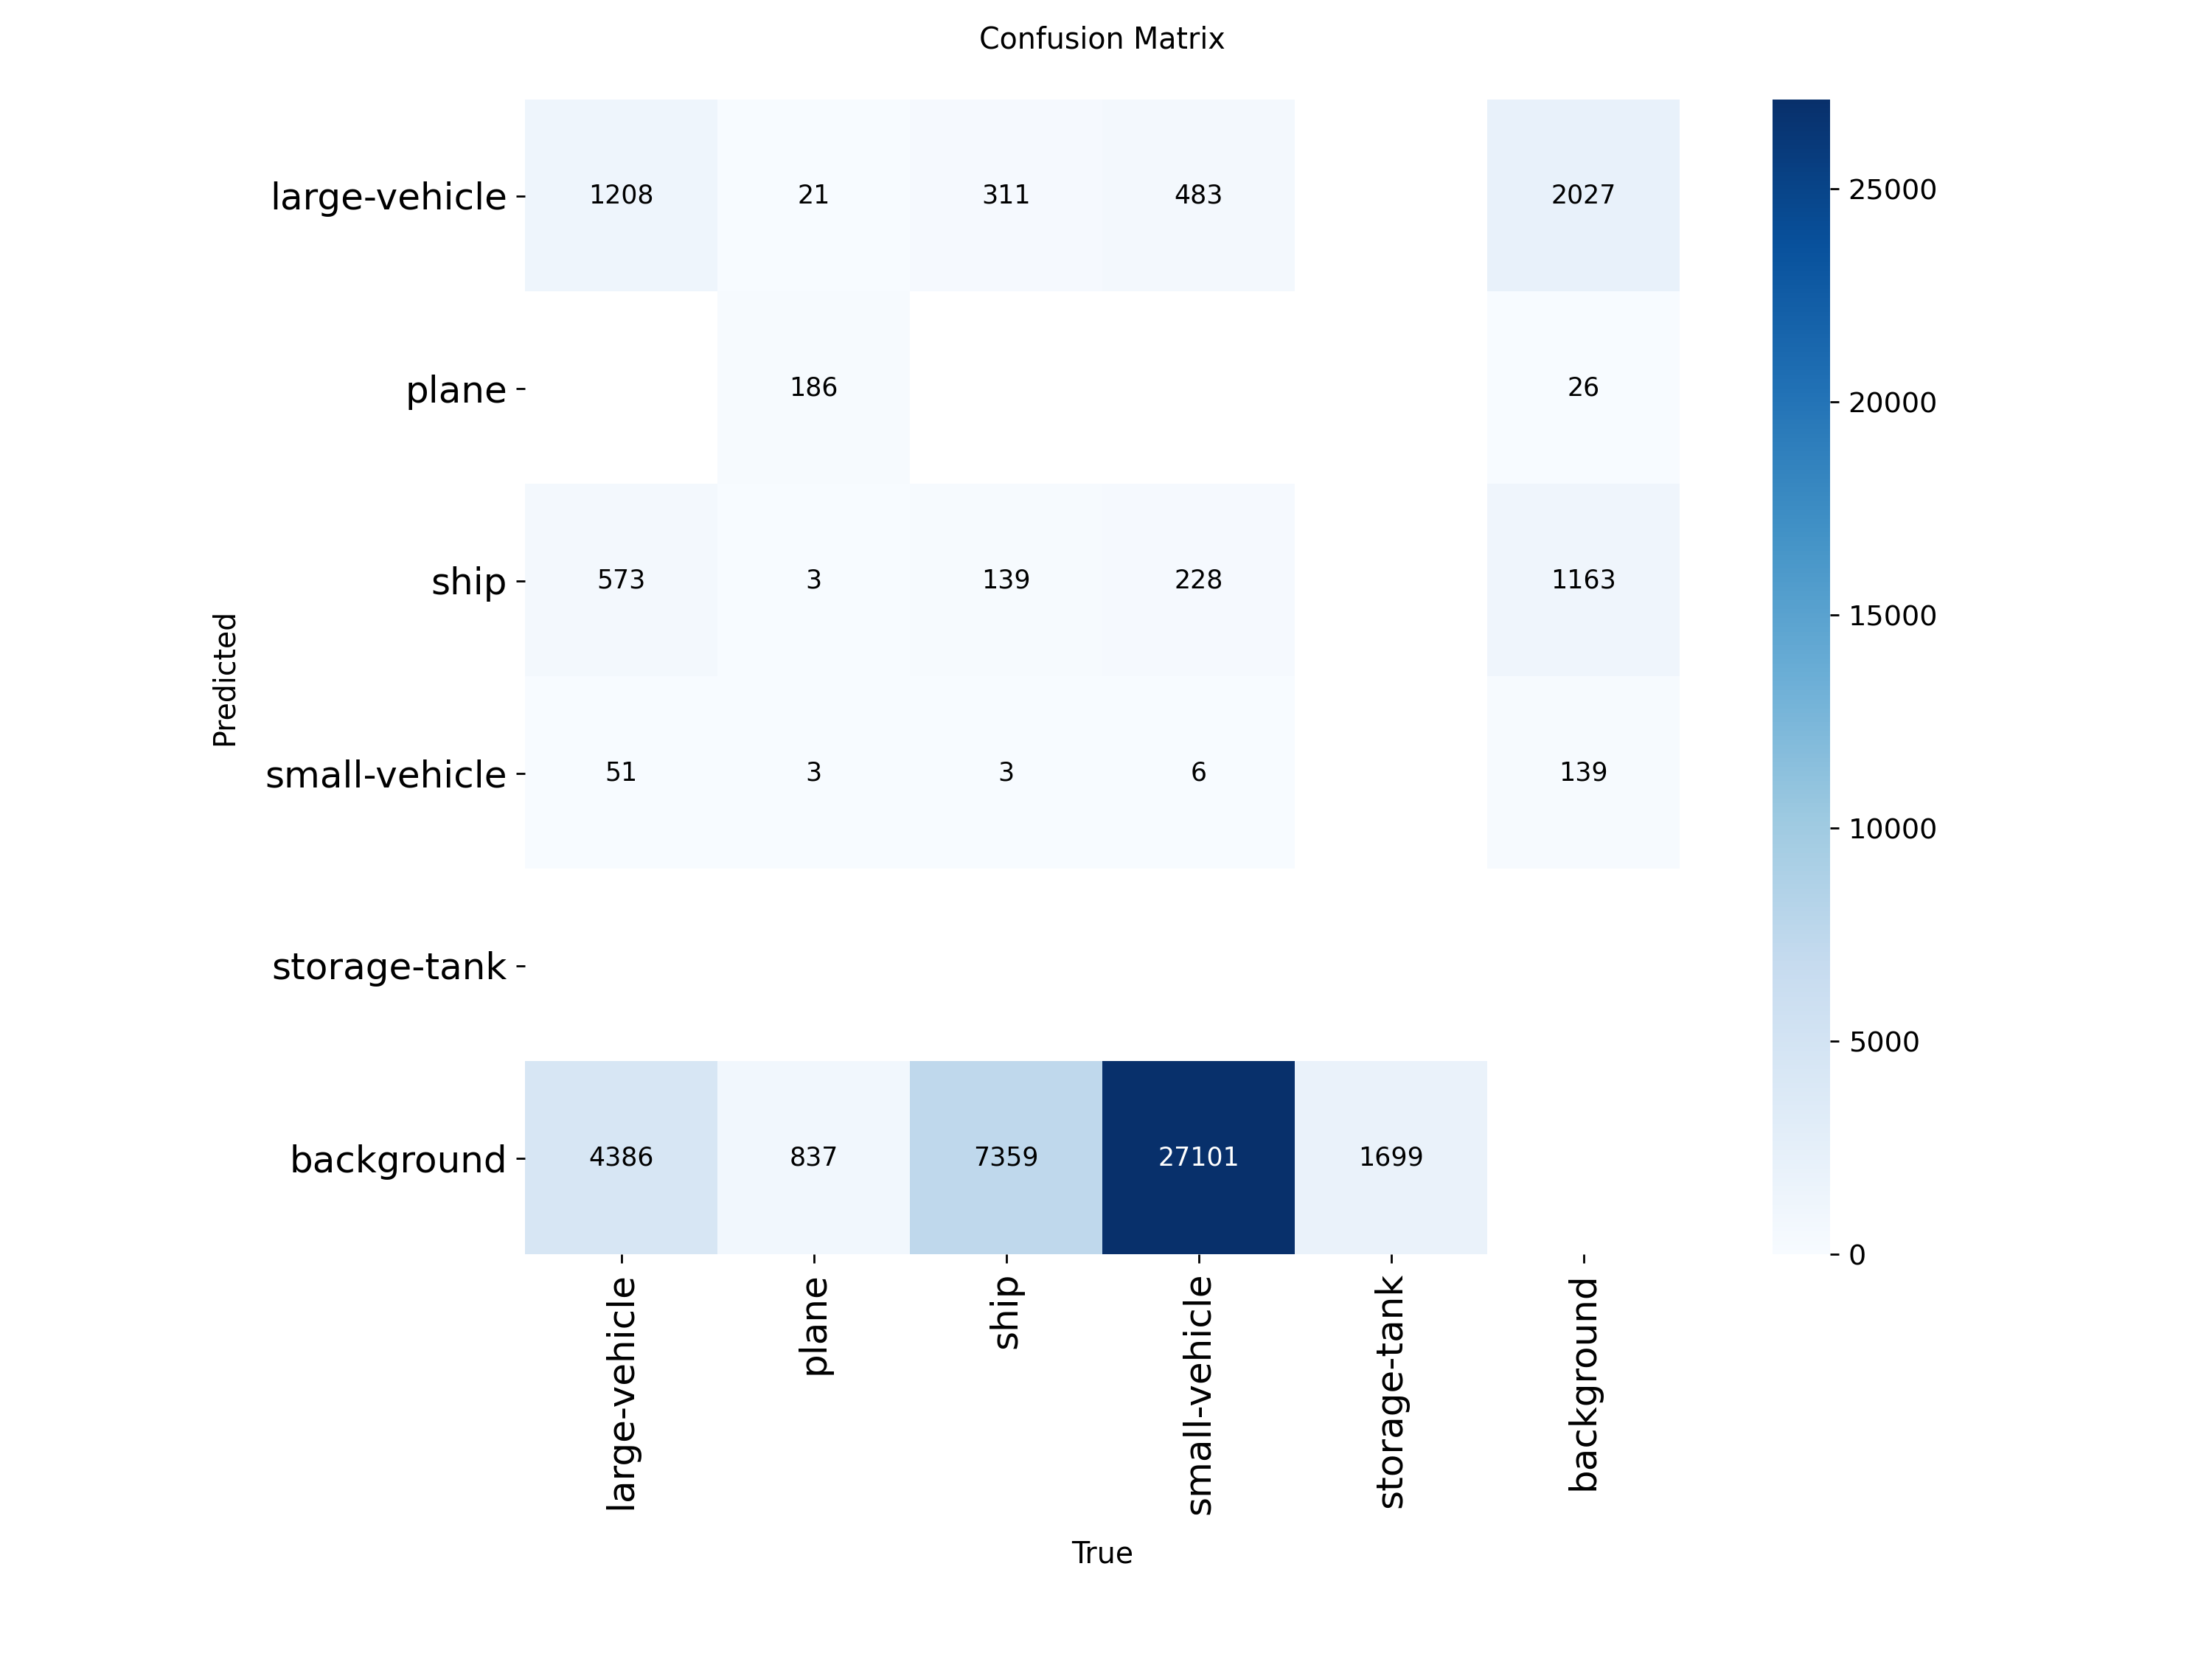 Confusion Matrix
large-vehicle 1208 21 311 483 2027
plane 186 26
ship 573 3 139 228 1163
small-vehicle 51 3 3 6 139
storage-tank
background 4386 837 7359 27101 1699
Predicted
large-vehicle
plane
ship
small-vehicle
storage-tank
background
True
25000
20000
15000
10000
5000
0